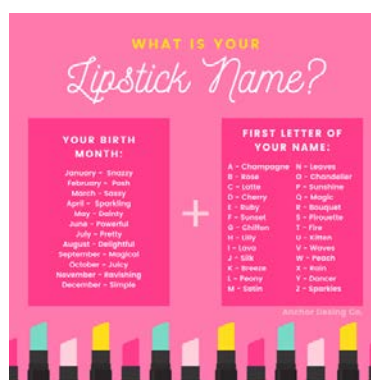 WHAT IS YOUR
Lipstick Name?
YOUR BIRTH
MONTH:
January - Snazzy
February - Posh
March - Sassy
April - Sparkling
May - Dainty
June - Powerful
July - Pretty
August - Delightful
September - Magical
October - Juicy
November - Ravishing
December - Simple
+
FIRST LETTER OF
YOUR NAME:
A - Champagne
B - Rose
C - Latte
D - Cherry
E - Ruby
F - Sunset
G - Chiffon
H - Lilly
I - Lava
J - Silk
K - Breeze
L - Peony
M - Satin
N - Leaves
O - Chandelier
P - Sunshine
Q - Magic
R - Bouquet
S - Pirouette
T - Fire
U - Kitten
V - Waves
W - Peach
X - Rain
Y - Dancer
Z - Sparkles
Anchor Desing Co.